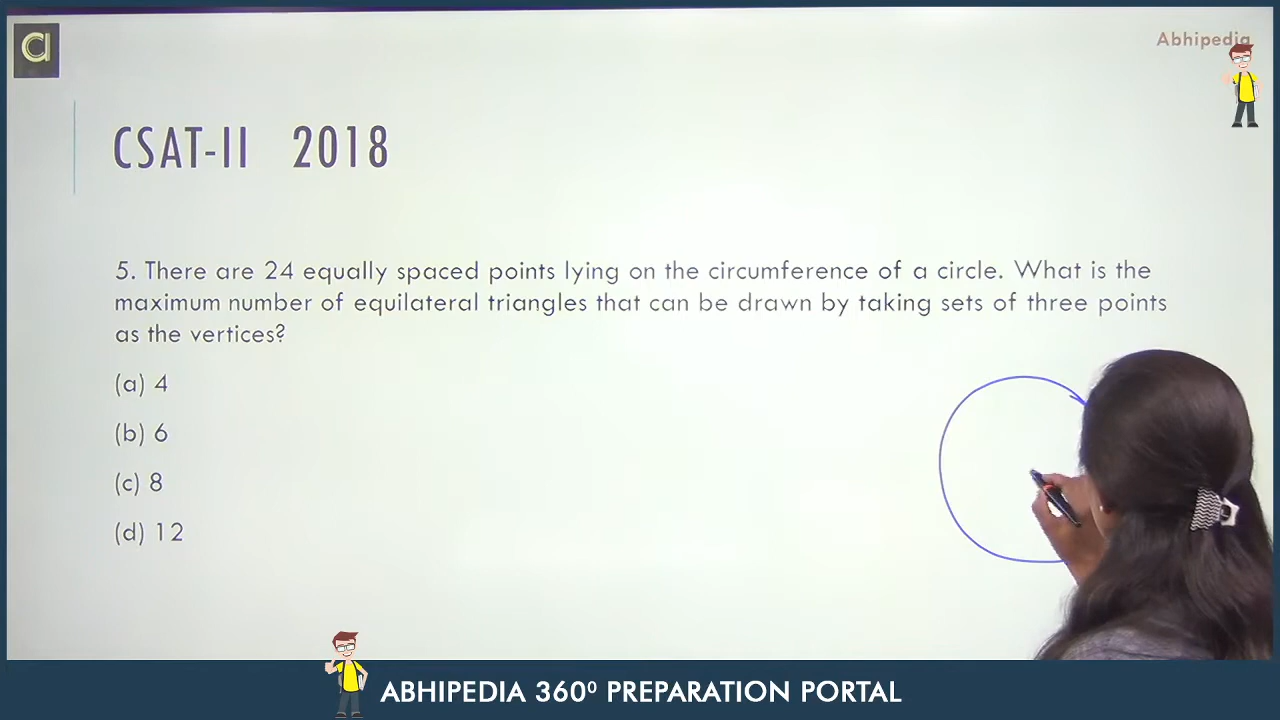 Abhipedia
CSAT-II 2018
5. There are 24 equally spaced points lying on the circumference of a circle. What is the
maximum number of equilateral triangles that can be drawn by taking sets of three points
as the vertices?
(a) 4
(b) 6
(c) 8
(d) 12
ABHIPEDIA 360⁰ PREPARATION PORTAL